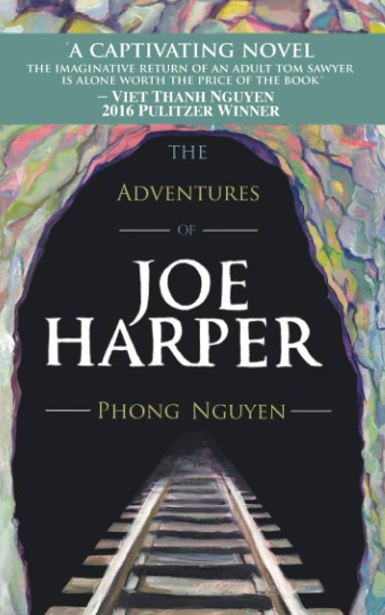 "A CAPTIVATING NOVEL
THE IMAGINATIVE RETURN OF AN ADULT TOM SAWYER
IS ALONE WORTH THE PRICE OF THE BOOK"
– VIET THANH NGUYEN
2016 PULITZER WINNER
THE
ADVENTURES
OF
JOE
HARPER
PHONG NGUYEN